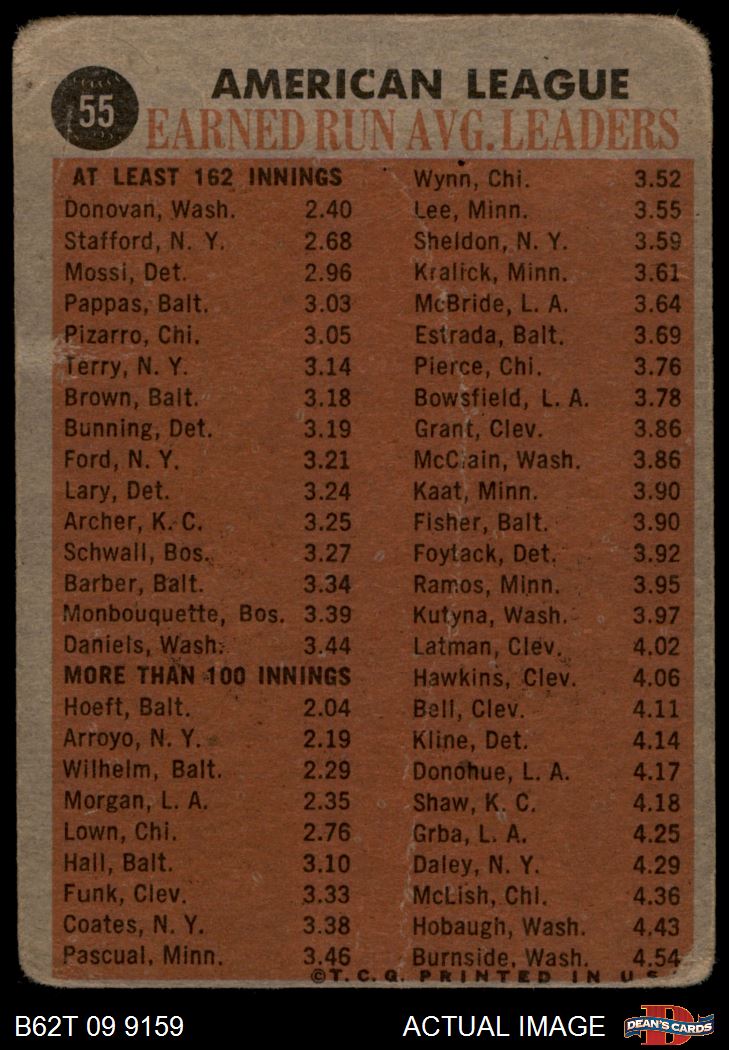 55
AMERICAN LEAGUE
EARNED RUN AVG. LEADERS
AT LEAST 162 INNINGS
Donovan, Wash. 2.40
Stafford, N. Y. 2.68
Mossi, Det. 2.96
Pappas, Balt. 3.03
Pizarro, Chi. 3.05
Terry, N. Y. 3.14
Brown, Balt. 3.18
Bunning, Det. 3.19
Ford, N. Y. 3.21
Lary, Det. 3.24
Archer, K. C. 3.25
Schwall, Bos. 3.27
Barber, Balt. 3.34
Monbouquette, Bos. 3.39
Daniels, Wash. 3.44
MORE THAN 100 INNINGS
Hoeft, Balt. 2.04
Arroyo, N. Y. 2.19
Wilhelm, Balt. 2.29
Morgan, L. A. 2.35
Lown, Chi. 2.76
Hall, Balt. 3.10
Funk, Clev. 3.33
Coates, N. Y. 3.38
Pascual, Minn. 3.46
Wynn, Chi. 3.52
Lee, Minn. 3.55
Sheldon, N. Y. 3.59
Kralick, Minn. 3.61
McBride, L. A. 3.64
Estrada, Balt. 3.69
Pierce, Chi. 3.76
Bowsfield, L. A. 3.78
Grant, Clev. 3.86
McClain, Wash. 3.86
Kaat, Minn. 3.90
Fisher, Balt. 3.90
Foytack, Det. 3.92
Ramos, Minn. 3.95
Kutyna, Wash. 3.97
Latman, Clev. 4.02
Hawkins, Clev. 4.06
Bell, Clev. 4.11
Kline, Det. 4.14
Donohue, L. A. 4.17
Shaw, K. C. 4.18
Grba, L. A. 4.25
Daley, N. Y. 4.29
McLish, Chi. 4.36
Hobaugh, Wash. 4.43
Burnside, Wash. 4.54
©T. C. G. PRINTED IN U S
B62T 09 9159
ACTUAL IMAGE
DEAN'S CARDS